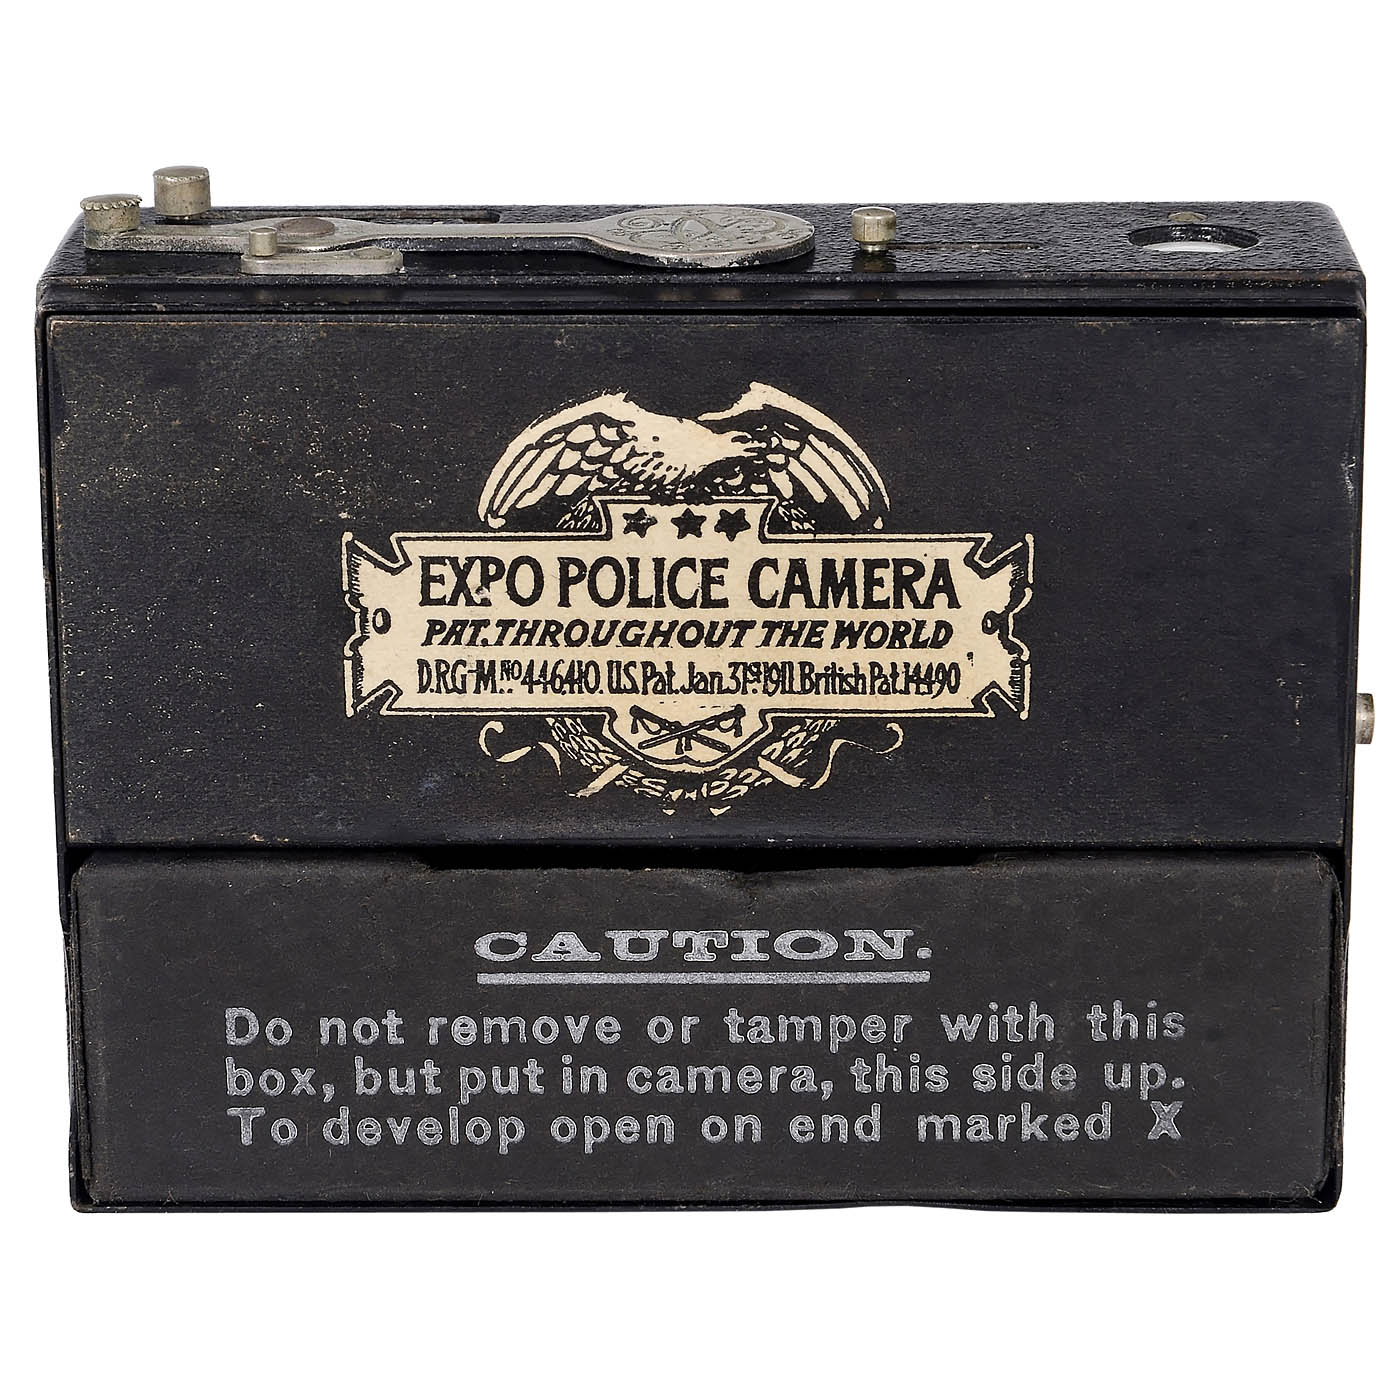 EXPO POLICE CAMERA
PAT. THROUGHOUT THE WORLD
D.R.G-M. No 446410. U.S. Pat. Jan. 31st 1911. British Pat. 14490
CAUTION.
Do not remove or tamper with this
box, but put in camera, this side up.
To develop open on end marked X